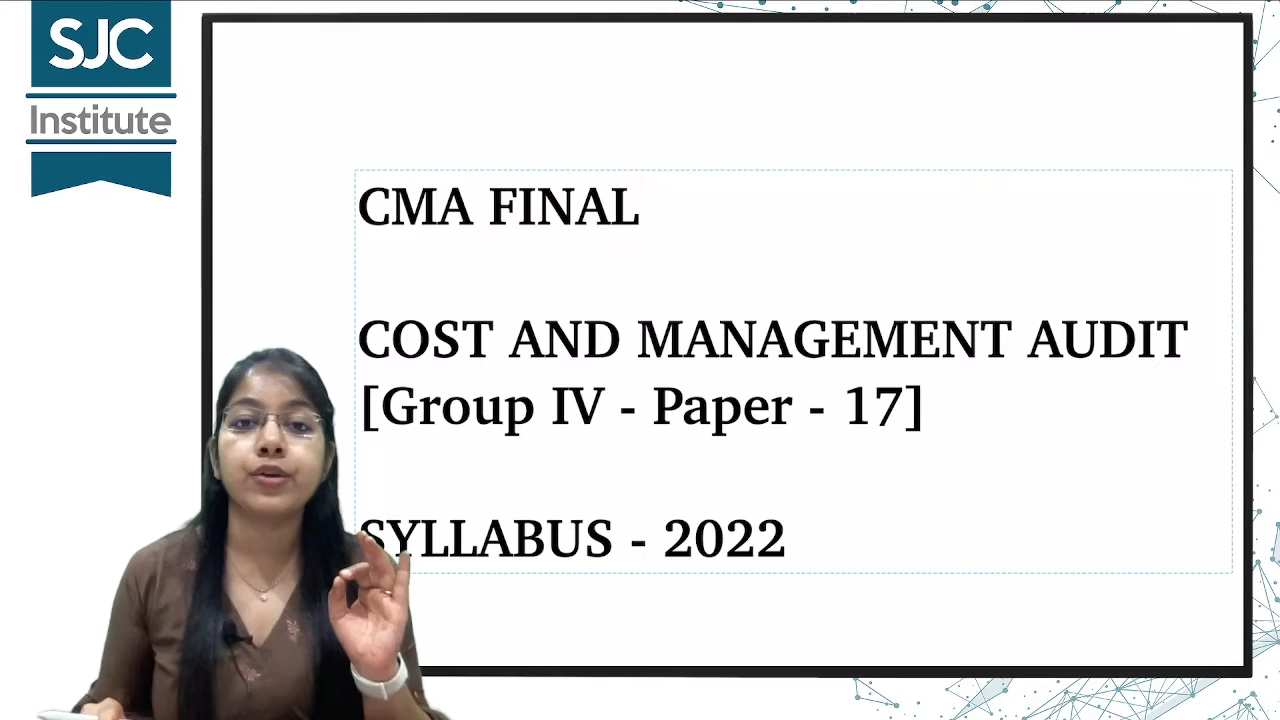 SJC
Institute
CMA FINAL
COST AND MANAGEMENT AUDIT
[Group IV - Paper - 17]
SYLLABUS - 2022